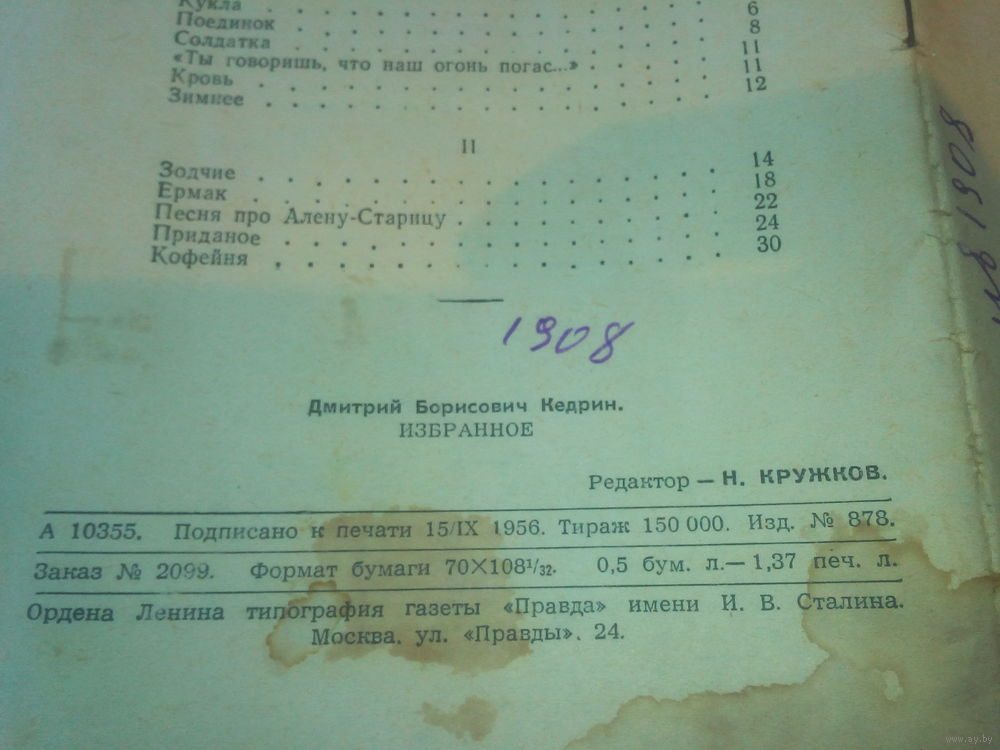 Кукла . . . . . . . . . . . . . . 6
Поединок . . . . . . . . . . . . . 8
Солдатка . . . . . . . . . . . . . 11
«Ты говоришь, что наш огонь погас...» . . . . . 11
Кровь . . . . . . . . . . . . . . 12
Зимнее . . . . . . . . . . . . . .
II
Зодчие . . . . . . . . . . . . . . 14
Ермак . . . . . . . . . . . . . . 18
Песня про Алену-Старицу . . . . . . . . . . 22
Приданое . . . . . . . . . . . . . 24
Кофейня . . . . . . . . . . . . . 30
1908
Дмитрий Борисович Кедрин.
ИЗБРАННОЕ
Редактор — Н. КРУЖКОВ.
А 10355. Подписано к печати 15/IX 1956. Тираж 150 000. Изд. № 878.
Заказ № 2099. Формат бумаги 70×108¹/₃₂. 0,5 бум. л.— 1,37 печ. л.
Ордена Ленина типография газеты «Правда» имени И. В. Сталина.
Москва, ул. «Правды», 24.
1908
www.ay.by